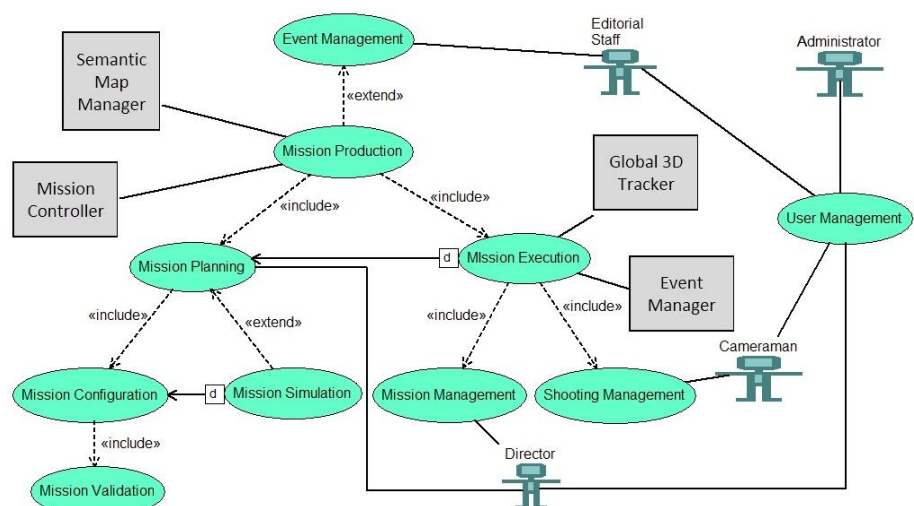 Editorial
Staff
Administrator
Event Management
Semantic
Map
Manager
«extend»
Mission Production
Global 3D
Tracker
Mission
Controller
«include»
«include»
User Management
Mission Planning
d
MIssion Execution
Event
Manager
«include»
«extend»
«include»
«include»
Cameraman
Mission Configuration
d
Mission Simulation
Mission Management
Shooting Management
«include»
Director
Mission Validation